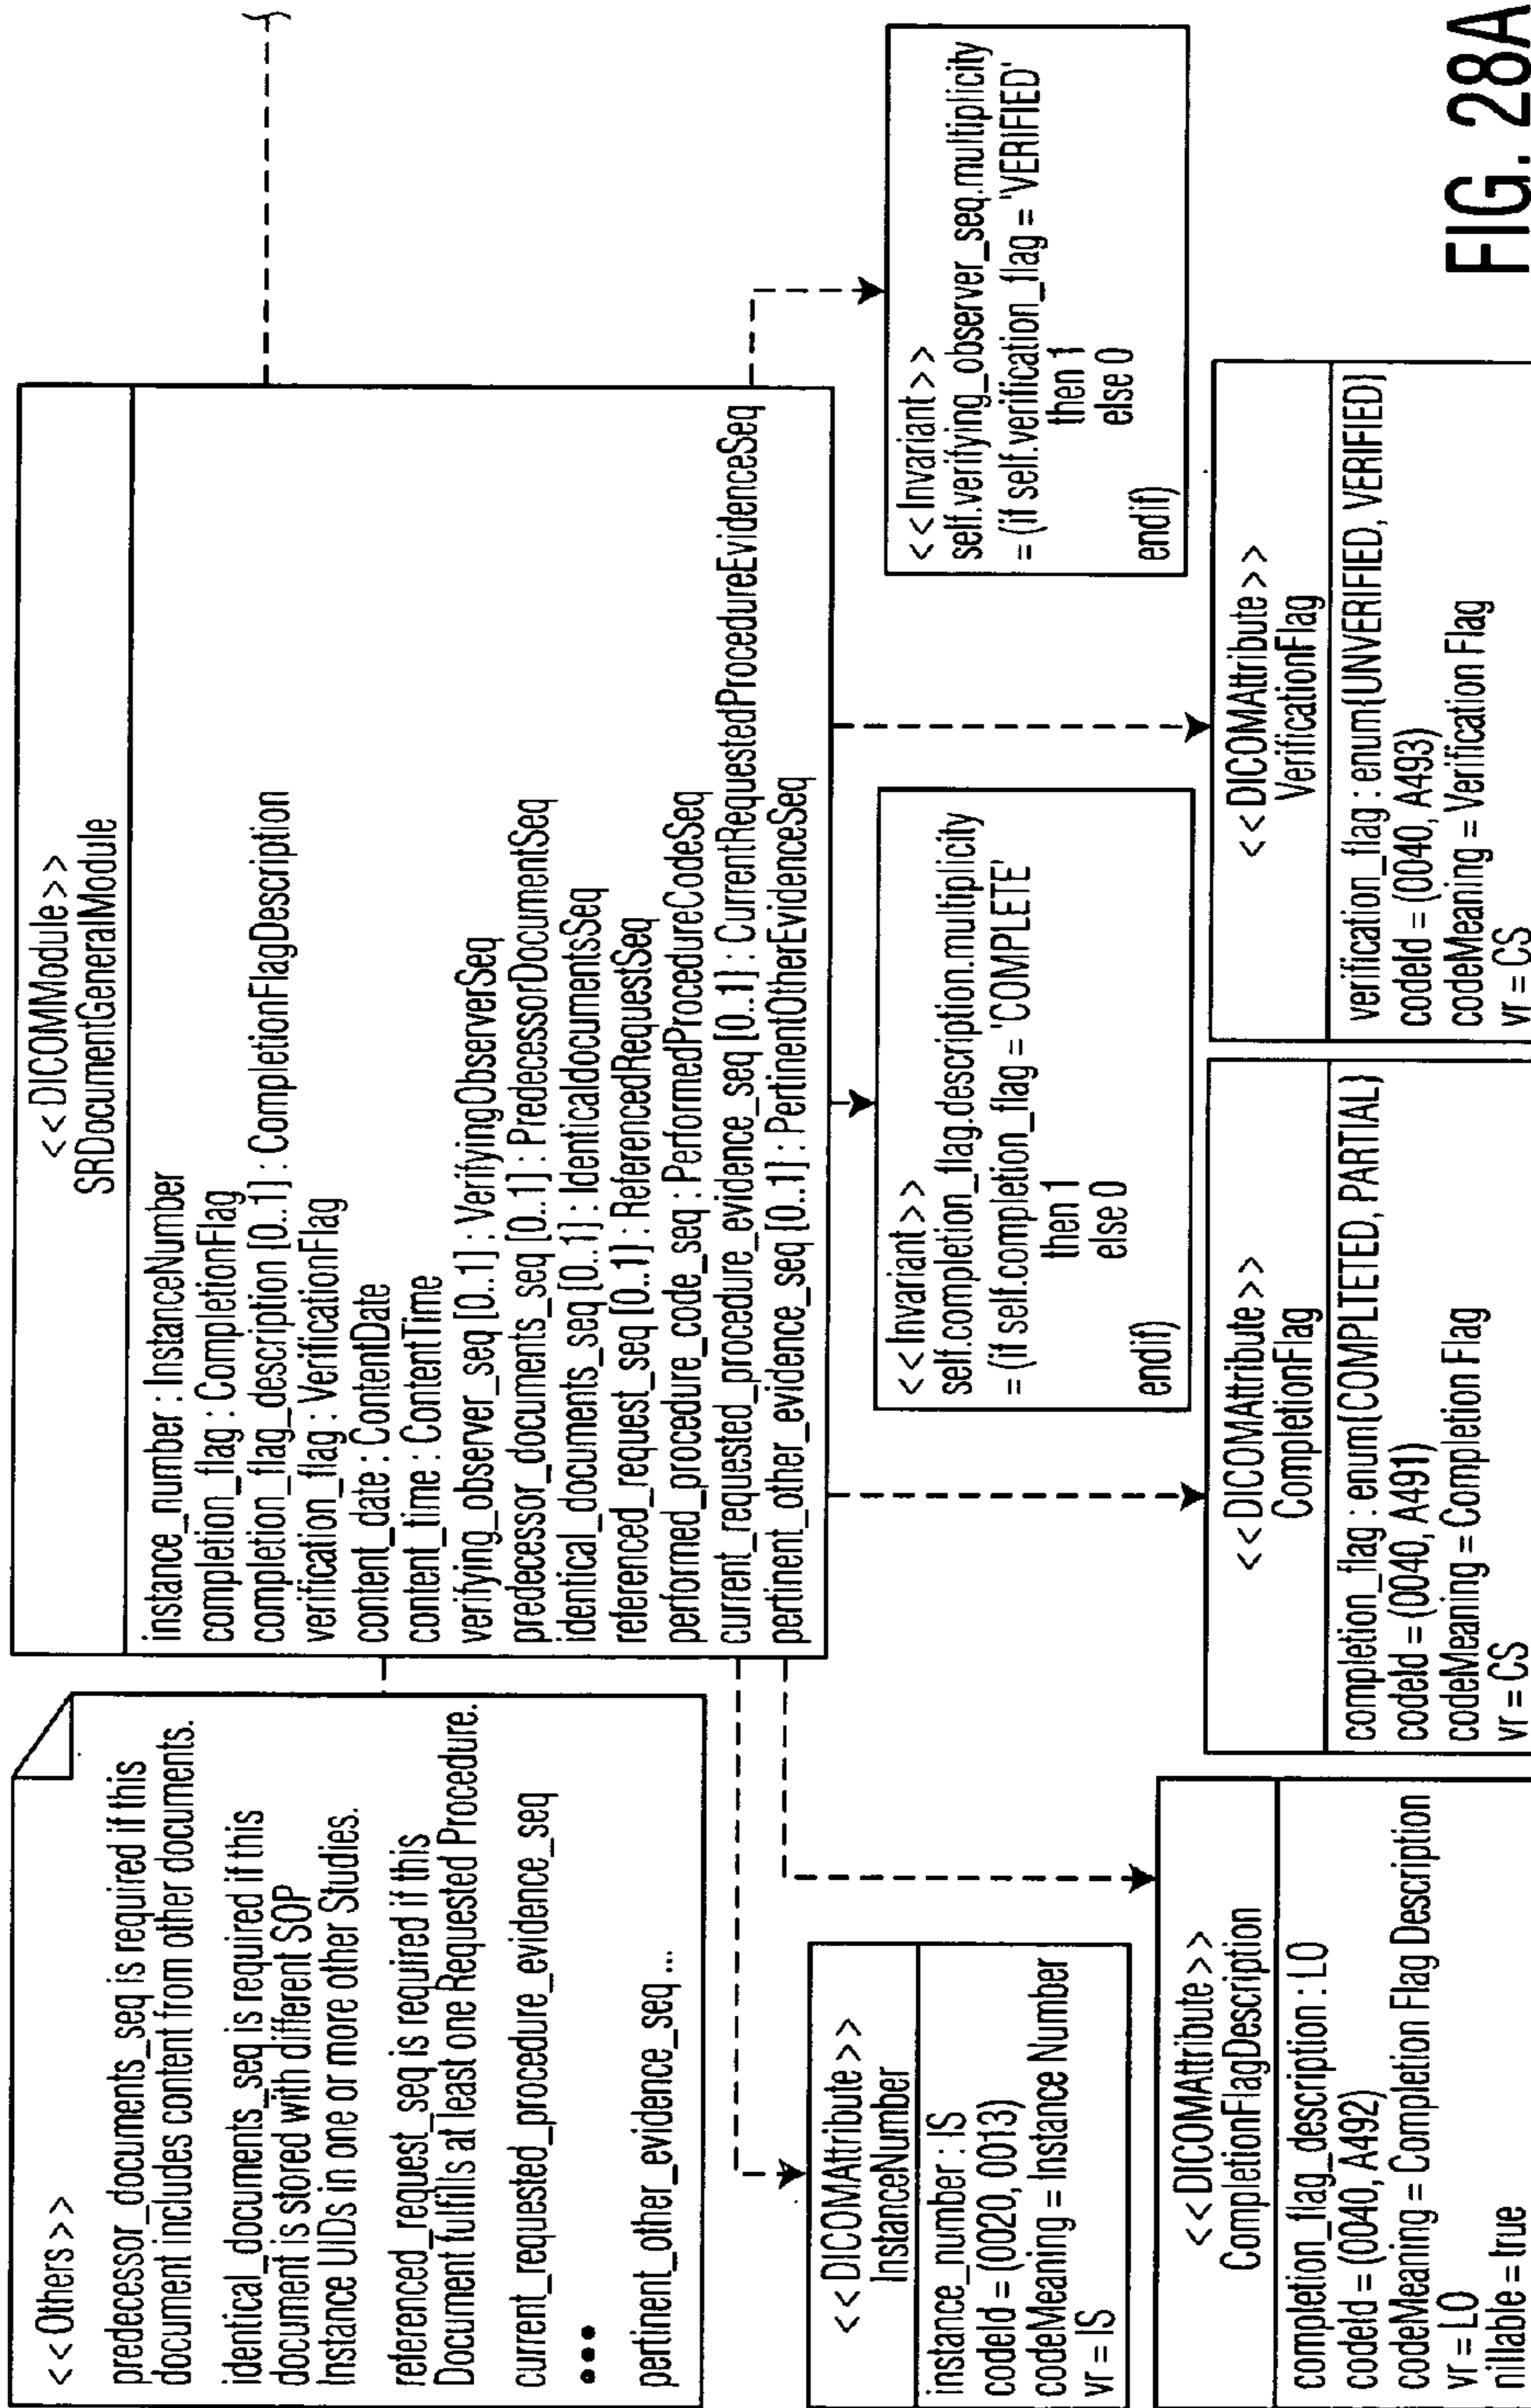 <<Others>>
predecessor_documents_seq is required if this
document includes content from other documents.
identical_documents_seq is required if this
document is stored with different SOP
Instance UIDs in one or more other Studies.
referenced_request_seq is required if this
Document fulfills at least one Requested Procedure.
current_requested_procedure_evidence_seq
•••
pertinent_other_evidence_seq ...
<<DICOMModule>>
SRDocumentGeneralModule
instance_number : InstanceNumber
completion_flag : CompletionFlag
completion_flag_description [0..1] : CompletionFlagDescription
verification_flag : VerificationFlag
content_date : ContentDate
content_time : ContentTime
verifying_observer_seq [0..1] : VerifyingObserverSeq
predecessor_documents_seq [0..1] : PredecessorDocumentSeq
identical_documents_seq [0..1] : IdenticaldocumentsSeq
referenced_request_seq [0..1] : ReferencedRequestSeq
performed_procedure_code_seq : PerformedProcedureCodeSeq
current_requested_procedure_evidence_seq [0..1] : CurrentRequestedProcedureEvidenceSeq
pertinent_other_evidence_seq [0..1] : PertinentOtherEvidenceSeq
<<DICOMAttribute>>
InstanceNumber
instance_number : IS
codeId = (0020, 0013)
codeMeaning = Instance Number
vr = IS
<<Invariant>>
self.completion_flag.description.multiplicity
= (if self.completion_flag = 'COMPLETE'
then 1
else 0
endif)
<<Invariant>>
self.verifying_observer_seq.multiplicity
= (if self.verification_flag = 'VERIFIED'
then 1
else 0
endif)
<<DICOMAttribute>>
CompletionFlagDescription
completion_flag_description : LO
codeId = (0040, A492)
codeMeaning = Completion Flag Description
vr = LO
nillable = true
<<DICOMAttribute>>
CompletionFlag
completion_flag : enum{COMPLTETED, PARTIAL}
codeId = (0040, A491)
codeMeaning = Completion Flag
vr = CS
<<DICOMAttribute>>
VerificationFlag
verification_flag : enum{UNVERIFIED, VERIFIED}
codeId = (0040, A493)
codeMeaning = Verification Flag
vr = CS
FIG. 28A